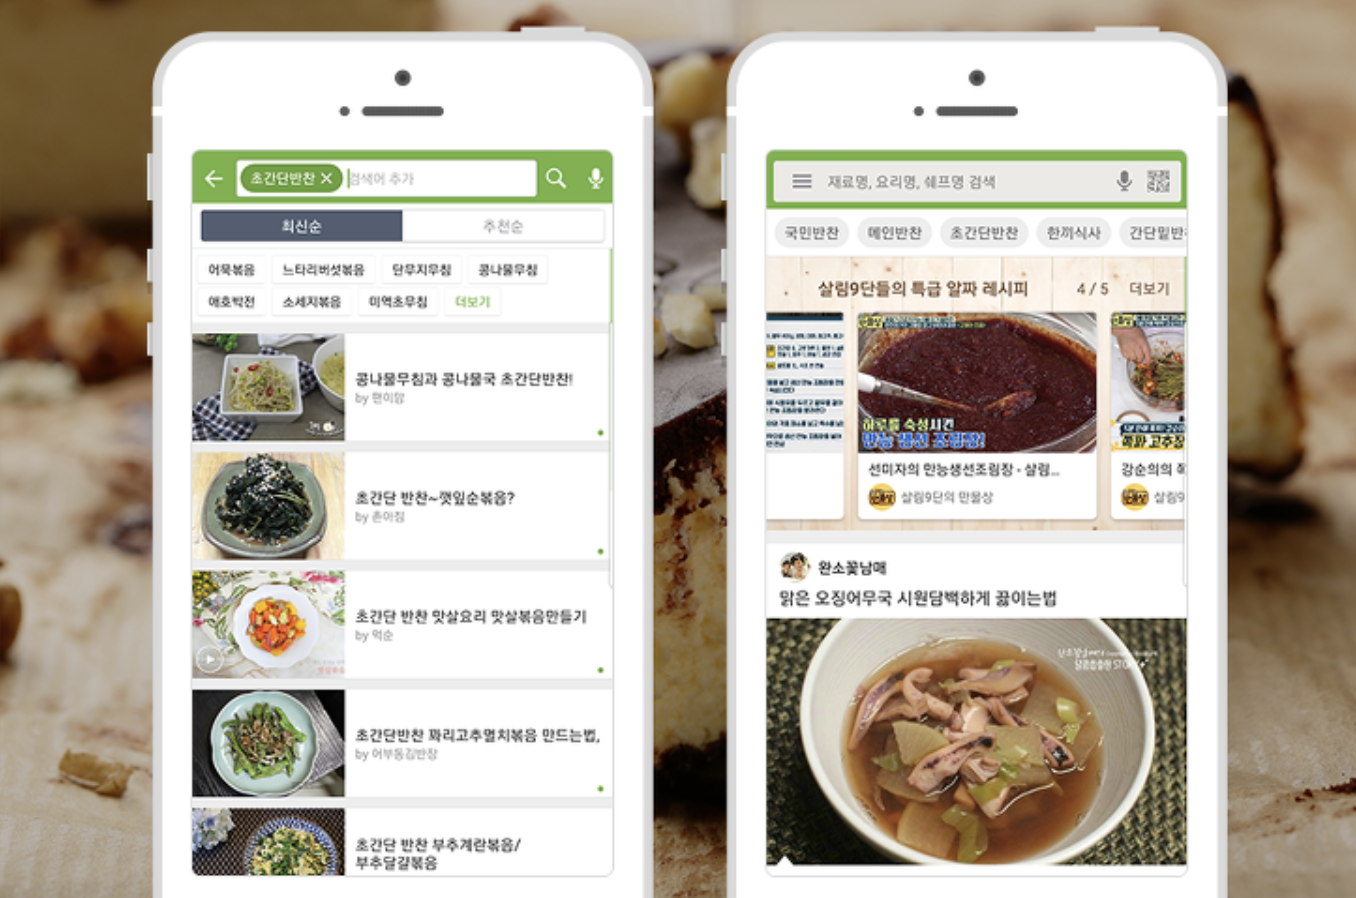 초간단반찬 ✕ 검색어 추가
최신순 추천순
어묵볶음 느타리버섯볶음 단무지무침 콩나물무침
애호박전 소세지볶음 미역초무침 더보기
콩나물무침과 콩나물국 초간단반찬!
by 팬이맘
초간단 반찬~깻잎순볶음?
by 촌아짐
초간단 반찬 맛살요리 맛살볶음만들기
by 먹순
초간단반찬 꽈리고추멸치볶음 만드는법,
by 어부동김반장
초간단 반찬 부추계란볶음/
부추달걀볶음
재료명, 요리명, 쉐프명 검색
국민반찬 메인반찬 초간단반찬 한끼식사 간단밑반
살림9단들의 특급 알짜 레시피 4 / 5 더보기
하루를 숙성시킨
만능 생선 조림장!
선미자의 만능생선조림장 - 살림...
살림9단의 만물상
강순의의
살림9
완소꽃남매
맑은 오징어무국 시원담백하게 끓이는법